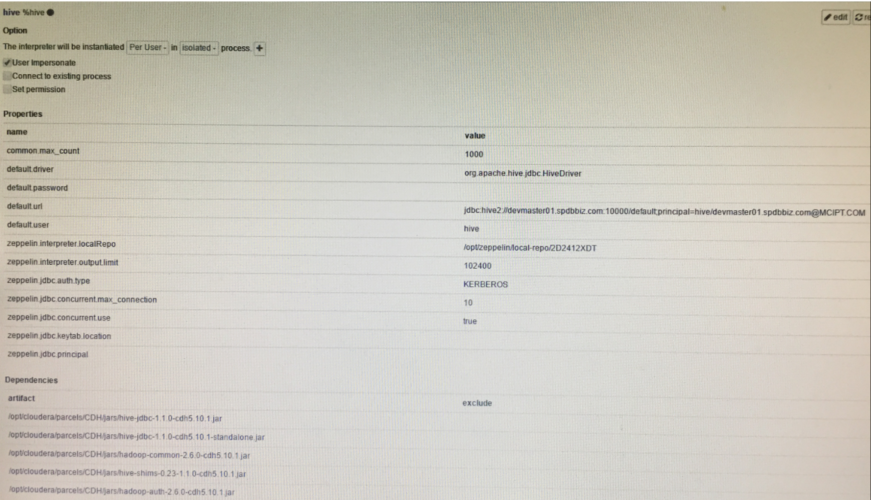 hive %hive
edit
The interpreter will be instantiated Per User in isolated process.
Option
User Impersonate
Connect to existing process
Set permission
Properties
name value
common.max_count 1000
default.driver org.apache.hive.jdbc.HiveDriver
default.password
default.url jdbc:hive2://devmaster01.spdbbiz.com:10000/default;principal=hive/devmaster01.spdbbiz.com@MCIPT.COM
default.user hive
zeppelin.interpreter.localRepo /opt/zeppelin/local-repo/2D2412XDT
zeppelin.interpreter.output.limit 102400
zeppelin.jdbc.auth.type KERBEROS
zeppelin.jdbc.concurrent.max_connection 10
zeppelin.jdbc.concurrent.use true
zeppelin.jdbc.keytab.location
zeppelin.jdbc.principal
Dependencies
artifact exclude
/opt/cloudera/parcels/CDH/jars/hive-jdbc-1.1.0-cdh5.10.1.jar
/opt/cloudera/parcels/CDH/jars/hive-jdbc-1.1.0-cdh5.10.1-standalone.jar
/opt/cloudera/parcels/CDH/jars/hadoop-common-2.6.0-cdh5.10.1.jar
/opt/cloudera/parcels/CDH/jars/hive-shims-0.23-1.1.0-cdh5.10.1.jar
/opt/cloudera/parcels/CDH/jars/hadoop-auth-2.6.0-cdh5.10.1.jar